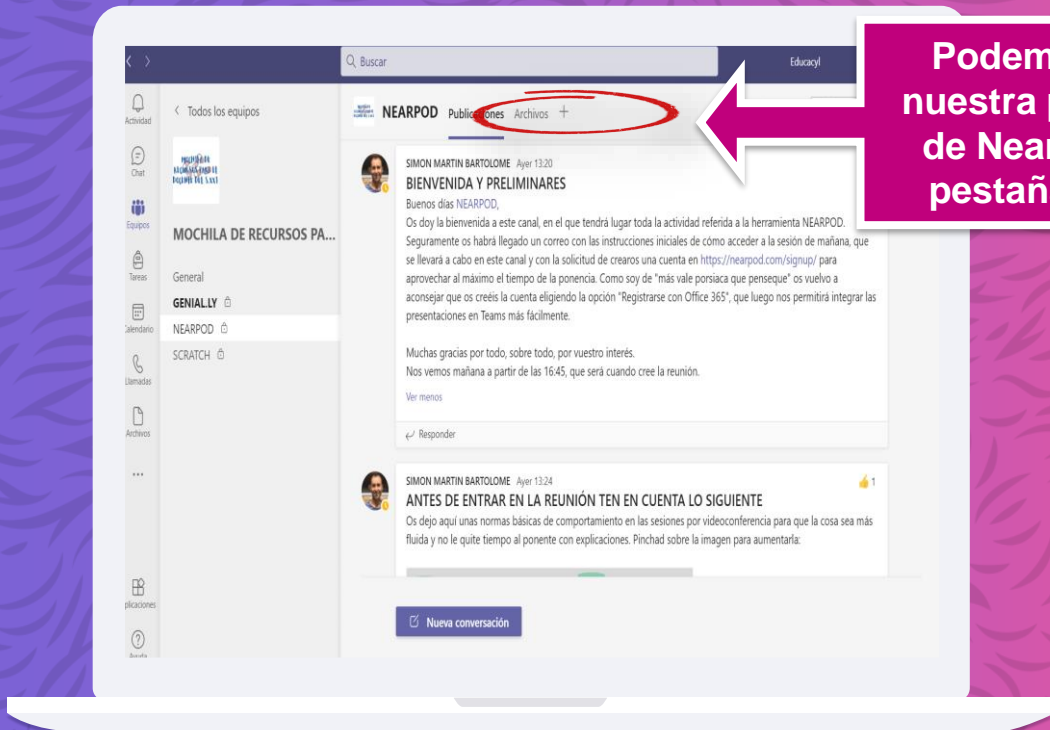 Buscar
Educacyl
Podem
nuestra p
de Near
pestañ
Actividad
Chat
Equipos
Tareas
Calendario
Llamadas
Archivos
plicaciones
Ayuda
Todos los equipos
MOCHILA DE RECURSOS PA...
General
GENIAL.LY
NEARPOD
SCRATCH
NEARPOD Publicaciones Archivos +
SIMON MARTIN BARTOLOME Ayer 13:20
BIENVENIDA Y PRELIMINARES
Buenos días NEARPOD,
Os doy la bienvenida a este canal, en el que tendrá lugar toda la actividad referida a la herramienta NEARPOD.
Seguramente os habrá llegado un correo con las instrucciones iniciales de cómo acceder a la sesión de mañana, que
se llevará a cabo en este canal y con la solicitud de crearos una cuenta en https://nearpod.com/signup/ para
aprovechar al máximo el tiempo de la ponencia. Como soy de "más vale porsiaca que penseque" os vuelvo a
aconsejar que os creéis la cuenta eligiendo la opción "Registrarse con Office 365", que luego nos permitirá integrar las
presentaciones en Teams más fácilmente.
Muchas gracias por todo, sobre todo, por vuestro interés.
Nos vemos mañana a partir de las 16:45, que será cuando cree la reunión.
Ver menos
Responder
SIMON MARTIN BARTOLOME Ayer 13:24
1
ANTES DE ENTRAR EN LA REUNIÓN TEN EN CUENTA LO SIGUIENTE
Os dejo aquí unas normas básicas de comportamiento en las sesiones por videoconferencia para que la cosa sea más
fluida y no le quite tiempo al ponente con explicaciones. Pinchad sobre la imagen para aumentarla:
Nueva conversación